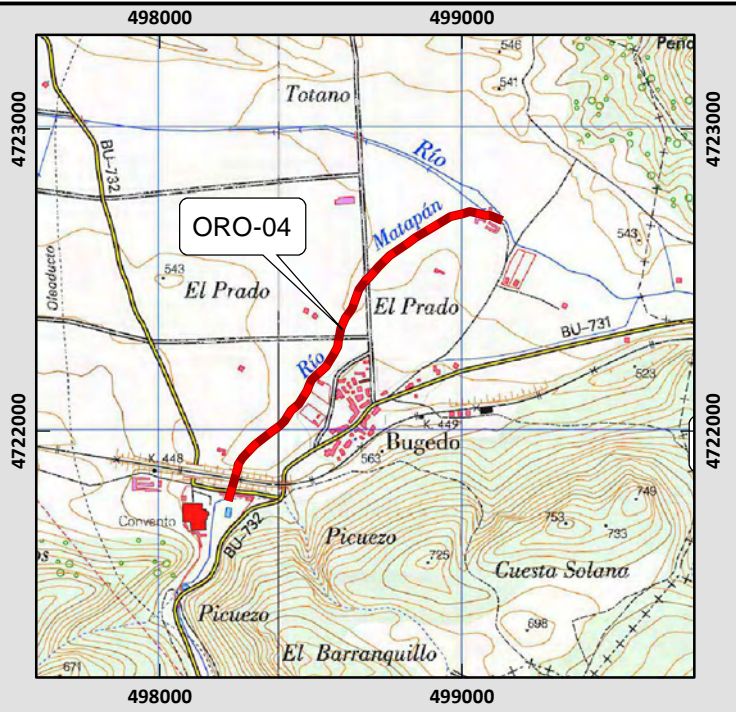 498000
499000
4723000
4723000
546
541
Totano
BU-732
Río
ORO-04
Matapán
543
543
Oleaducto
El Prado
El Prado
BU-731
Río
523
4722000
4722000
K. 449
Bugedo
K. 448
563
749
753
733
Convento
BU-732
Picuezo
725
Cuesta Solana
os
Picuezo
698
El Barranquillo
671
498000
499000